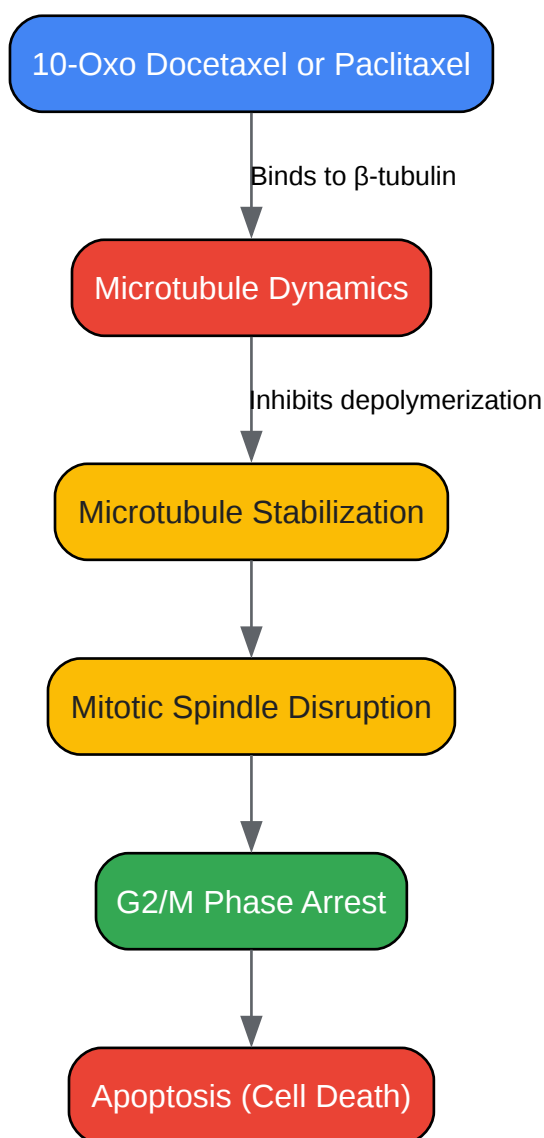 10-Oxo Docetaxel or Paclitaxel
Binds to β-tubulin
Microtubule Dynamics
Inhibits depolymerization
Microtubule Stabilization
Mitotic Spindle Disruption
G2/M Phase Arrest
Apoptosis (Cell Death)